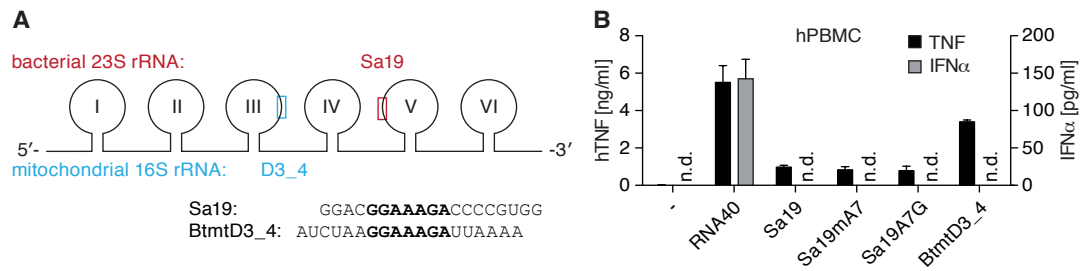 A
bacterial 23S rRNA: Sa19
I II III IV V VI
5'- -3'
mitochondrial 16S rRNA: D3_4
Sa19: GGACGGAAAGACCCCGUGG
BtmtD3_4: AUCUAAGGAAAGAUUAAAA
B
hPBMC
TNF
IFNα
hTNF [ng/ml]
8
6
4
2
0
IFNα [pg/ml]
200
150
100
50
0
n.d. n.d. n.d. n.d. n.d.
- RNA40 Sa19 Sa19mA7 Sa19A7G BtmtD3_4